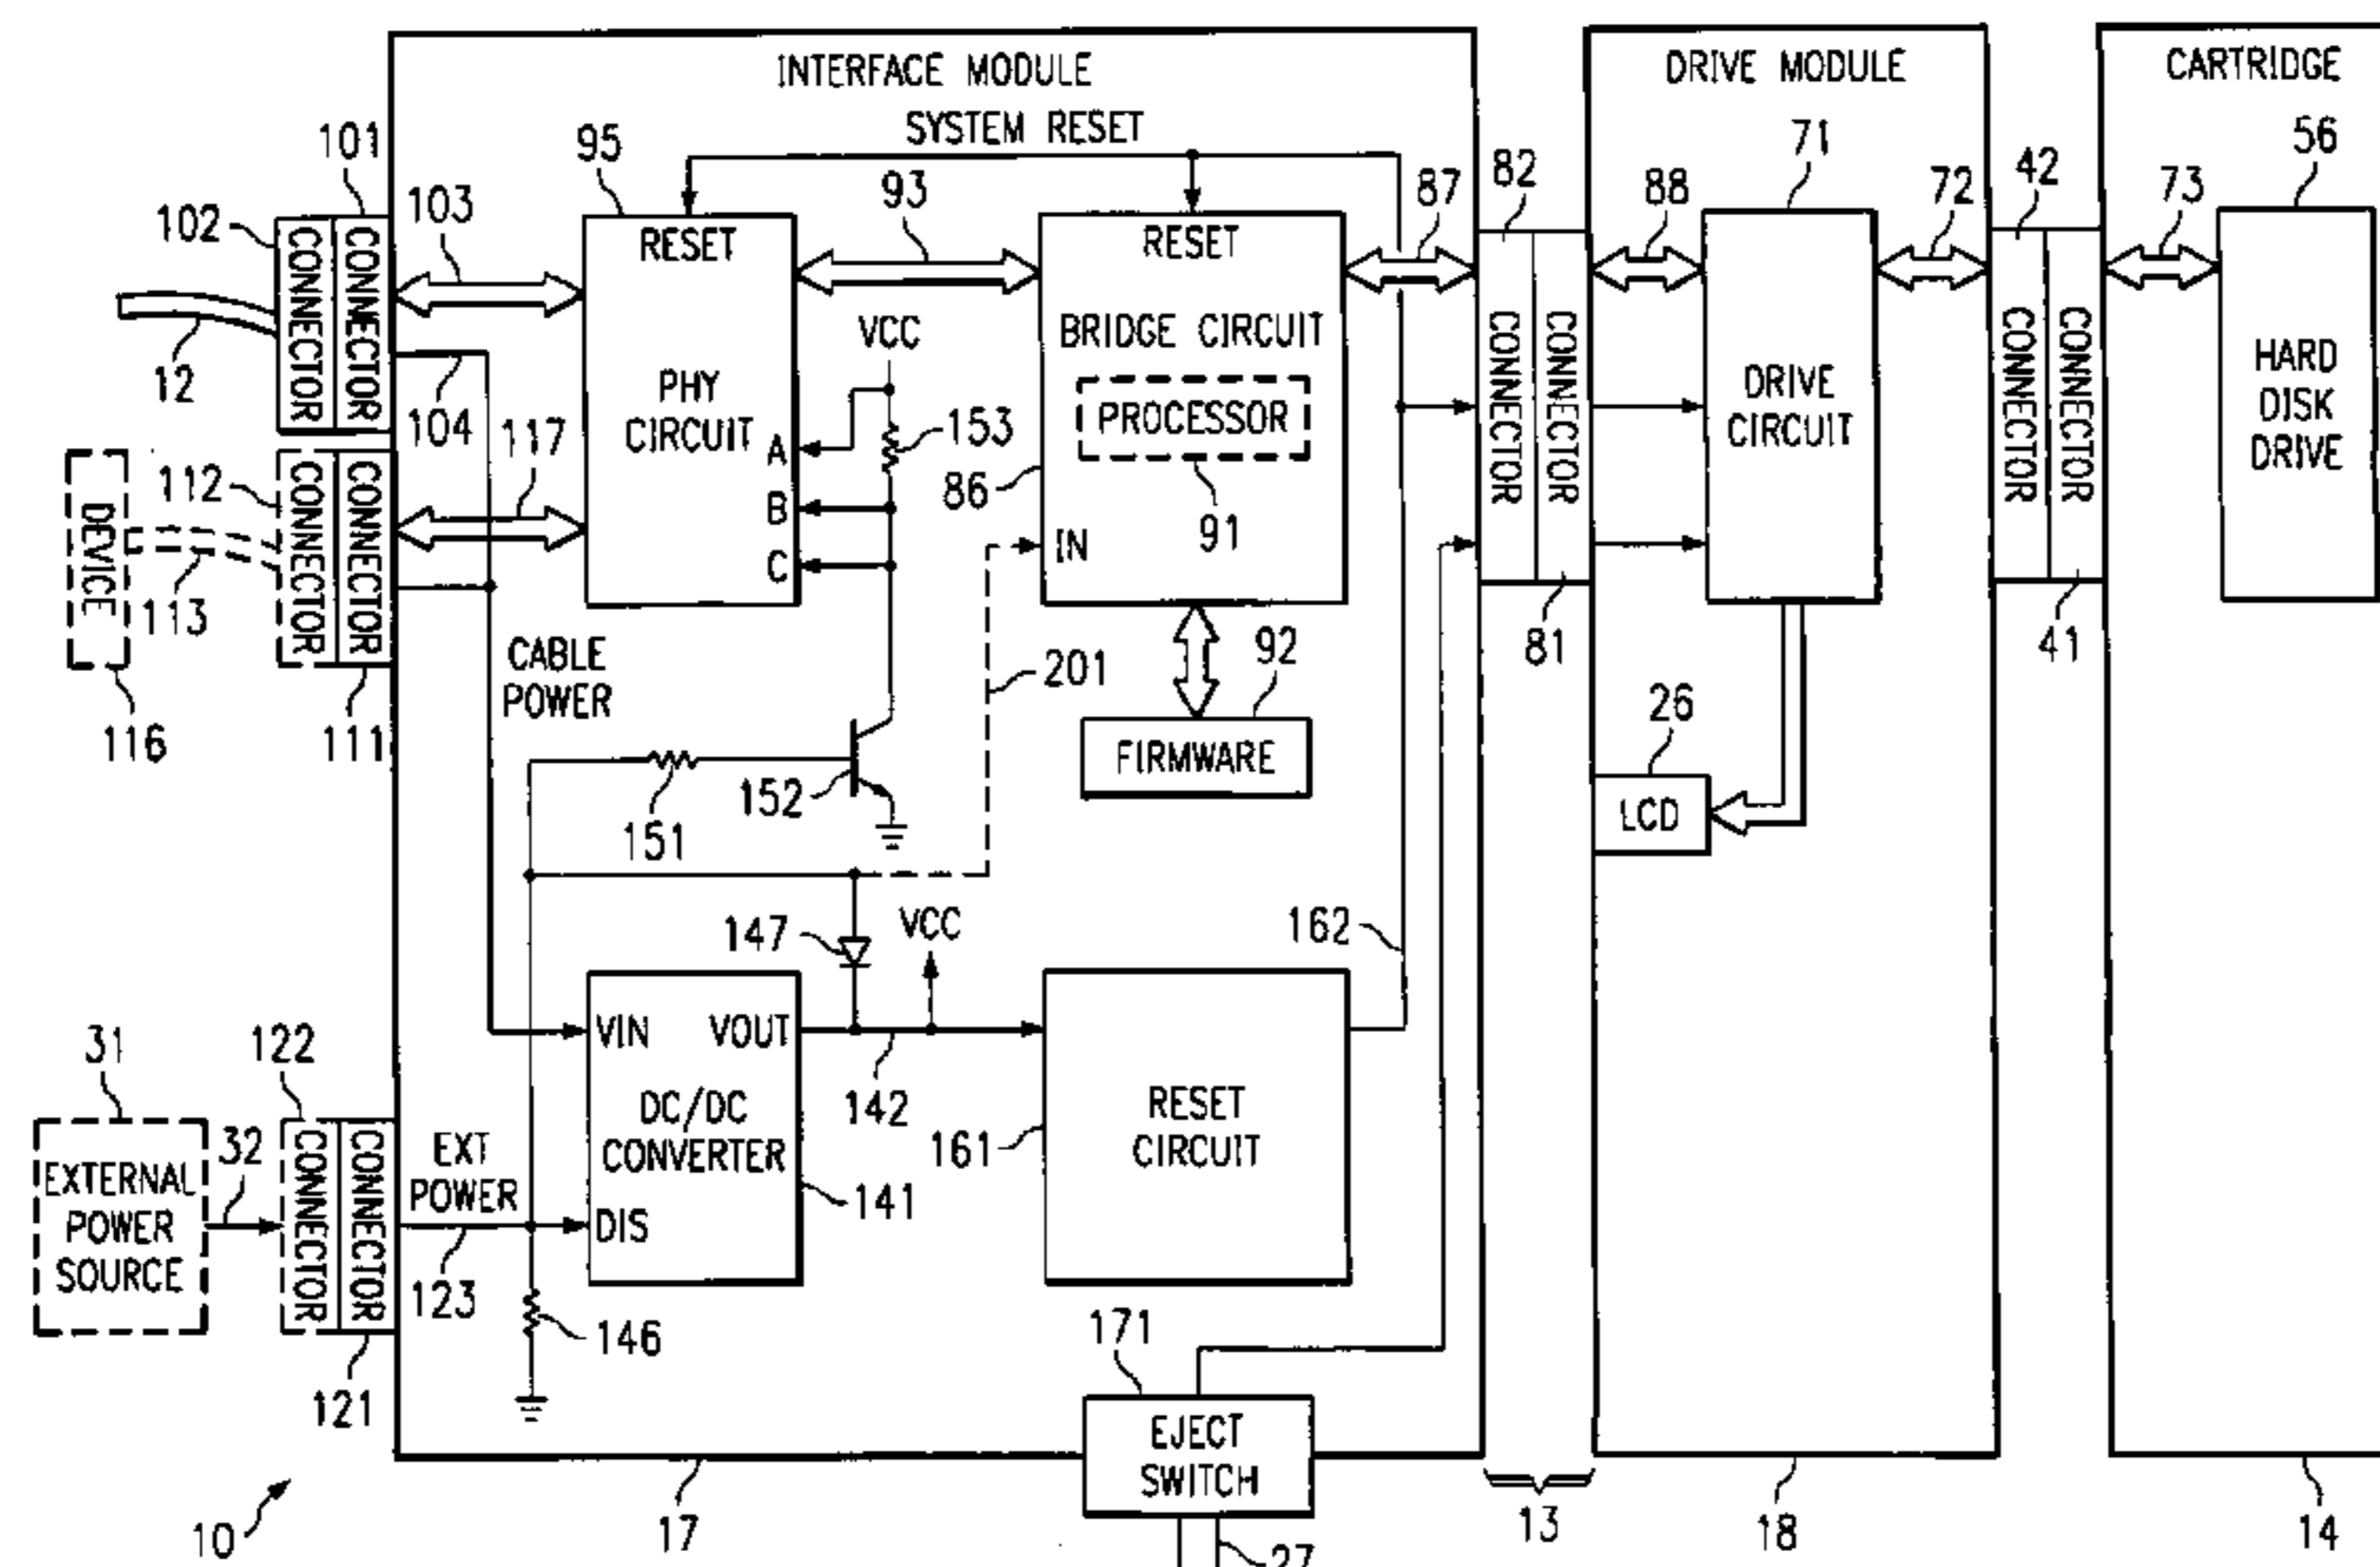 INTERFACE MODULE
SYSTEM RESET
DRIVE MODULE
CARTRIDGE
101
95
93
87
82
88
71
72
42
73
56
102
103
CONNECTOR
CONNECTOR
12
104
RESET
PHY
CIRCUIT
A
B
C
VCC
153
RESET
BRIDGE CIRCUIT
PROCESSOR
86
91
IN
CONNECTOR
CONNECTOR
81
DRIVE
CIRCUIT
CONNECTOR
CONNECTOR
41
HARD
DISK
DRIVE
117
112
DEVICE
113
116
CONNECTOR
CONNECTOR
111
CABLE
POWER
201
92
FIRMWARE
26
LCD
151
152
147
VCC
162
31
122
EXTERNAL
POWER
SOURCE
32
CONNECTOR
CONNECTOR
121
EXT
POWER
123
VIN
VOUT
DC/DC
CONVERTER
DIS
141
142
161
RESET
CIRCUIT
146
171
EJECT
SWITCH
27
10
17
13
18
14